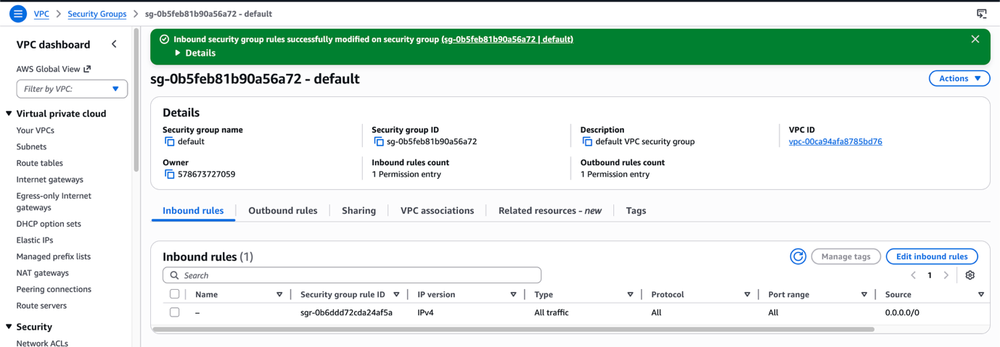 VPC > Security Groups > sg-0b5feb81b90a56a72 - default
VPC dashboard
AWS Global View
Filter by VPC:
Virtual private cloud
Your VPCs
Subnets
Route tables
Internet gateways
Egress-only Internet
gateways
DHCP option sets
Elastic IPs
Managed prefix lists
NAT gateways
Peering connections
Route servers
Security
Network ACLs
Inbound security group rules successfully modified on security group (sg-0b5feb81b90a56a72 | default)
Details
sg-0b5feb81b90a56a72 - default
Actions
Details
Security group name
default
Security group ID
sg-0b5feb81b90a56a72
Description
default VPC security group
VPC ID
vpc-00ca94afa8785bd76
Owner
578673727059
Inbound rules count
1 Permission entry
Outbound rules count
1 Permission entry
Inbound rules
Outbound rules
Sharing
VPC associations
Related resources - new
Tags
Inbound rules (1)
Manage tags
Edit inbound rules
Search
1
Name Security group rule ID IP version Type Protocol Port range Source
– sgr-0b6ddd72cda24af5a IPv4 All traffic All All 0.0.0.0/0